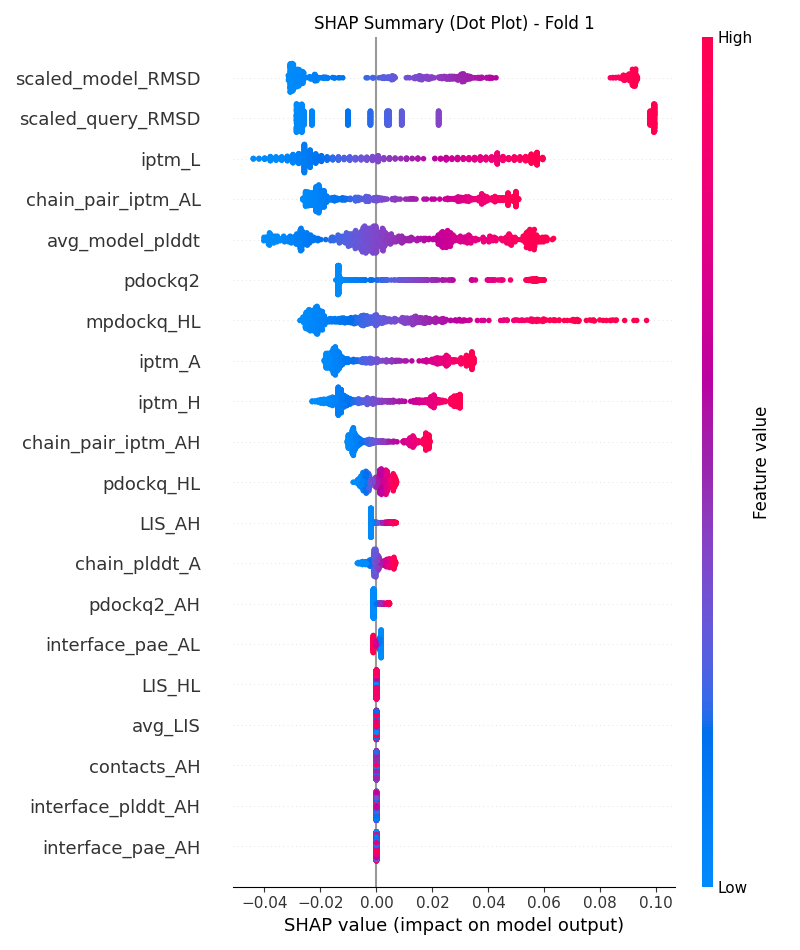 SHAP Summary (Dot Plot) - Fold 1
High
scaled_model_RMSD
scaled_query_RMSD
iptm_L
chain_pair_iptm_AL
avg_model_plddt
pdockq2
mpdockq_HL
iptm_A
iptm_H
chain_pair_iptm_AH
pdockq_HL
LIS_AH
chain_plddt_A
pdockq2_AH
interface_pae_AL
LIS_HL
avg_LIS
contacts_AH
interface_plddt_AH
interface_pae_AH
Feature value
Low
−0.04 −0.02 0.00 0.02 0.04 0.06 0.08 0.10
SHAP value (impact on model output)